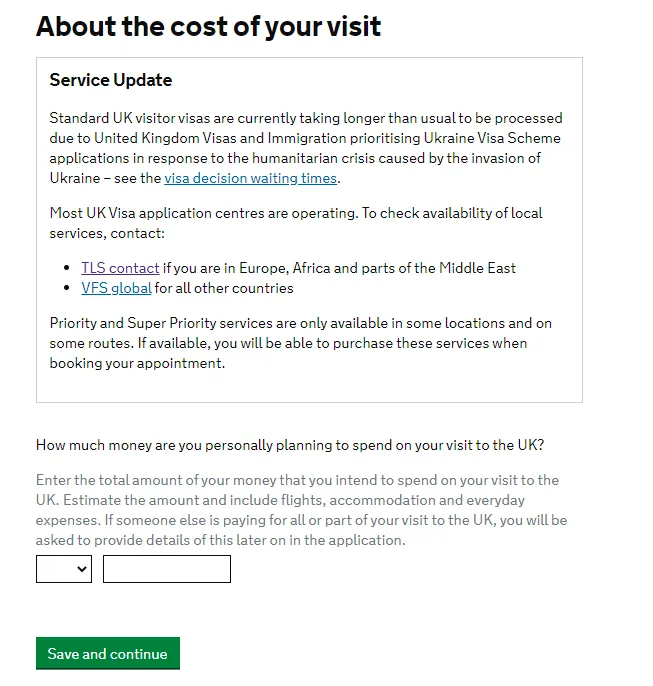 About the cost of your visit
Service Update
Standard UK visitor visas are currently taking longer than usual to be processed
due to United Kingdom Visas and Immigration prioritising Ukraine Visa Scheme
applications in response to the humanitarian crisis caused by the invasion of
Ukraine – see the visa decision waiting times.
Most UK Visa application centres are operating. To check availability of local
services, contact:
• TLS contact if you are in Europe, Africa and parts of the Middle East
• VFS global for all other countries
Priority and Super Priority services are only available in some locations and on
some routes. If available, you will be able to purchase these services when
booking your appointment.
How much money are you personally planning to spend on your visit to the UK?
Enter the total amount of your money that you intend to spend on your visit to the
UK. Estimate the amount and include flights, accommodation and everyday
expenses. If someone else is paying for all or part of your visit to the UK, you will be
asked to provide details of this later on in the application.
Save and continue